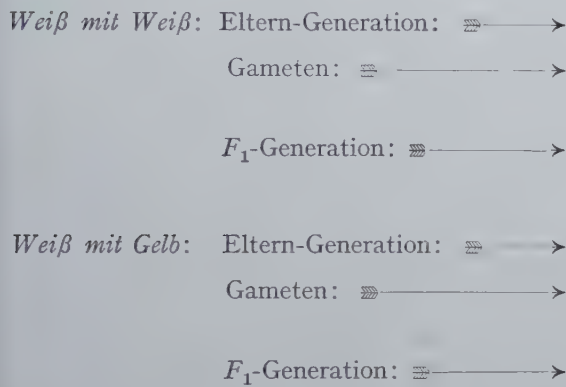 Weiß mit Weiß: Eltern-Generation:
Gameten:
F₁-Generation:
Weiß mit Gelb: Eltern-Generation:
Gameten:
F₁-Generation: